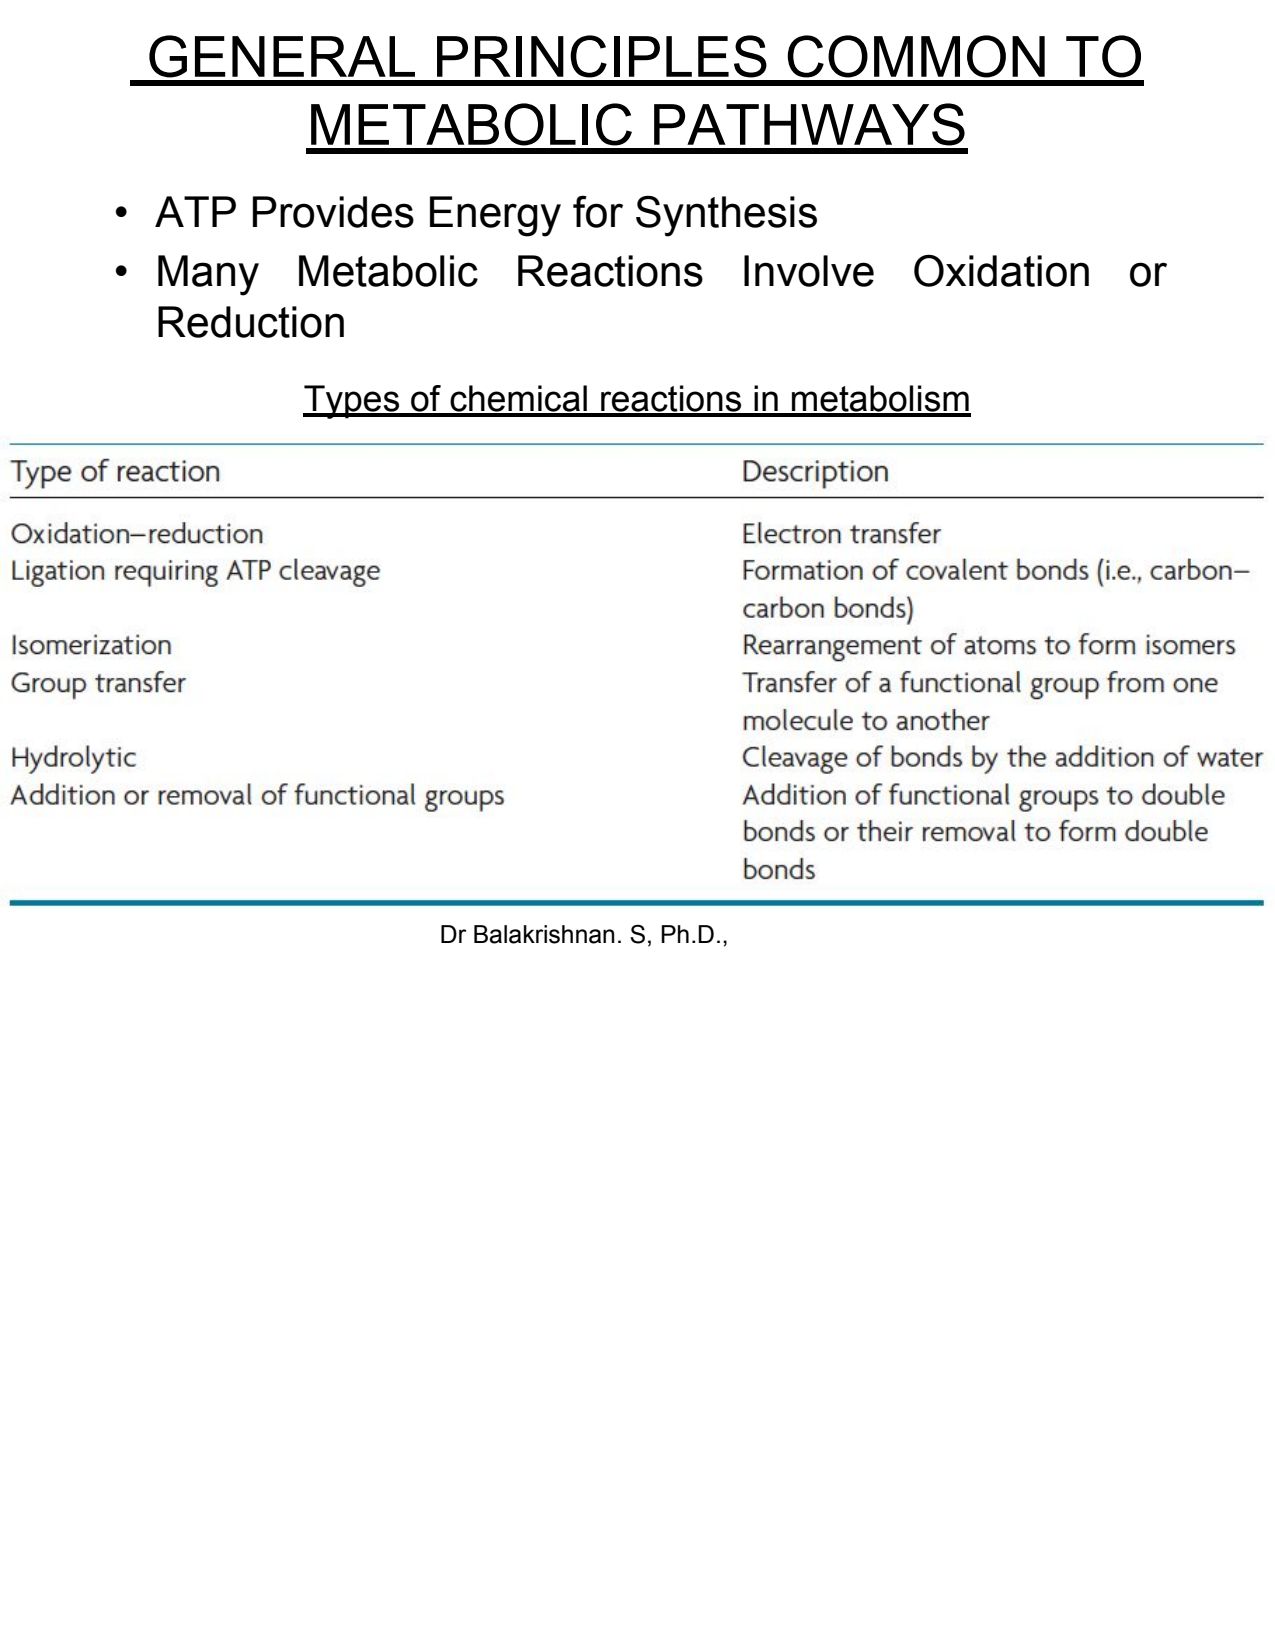 GENERAL PRINCIPLES COMMON TO
METABOLIC PATHWAYS
• ATP Provides Energy for Synthesis
• Many Metabolic Reactions Involve Oxidation or
Reduction
Types of chemical reactions in metabolism
Type of reaction Description
Oxidation–reduction Electron transfer
Ligation requiring ATP cleavage Formation of covalent bonds (i.e., carbon–
carbon bonds)
Isomerization Rearrangement of atoms to form isomers
Group transfer Transfer of a functional group from one
molecule to another
Hydrolytic Cleavage of bonds by the addition of water
Addition or removal of functional groups Addition of functional groups to double
bonds or their removal to form double
bonds
Dr Balakrishnan. S, Ph.D.,